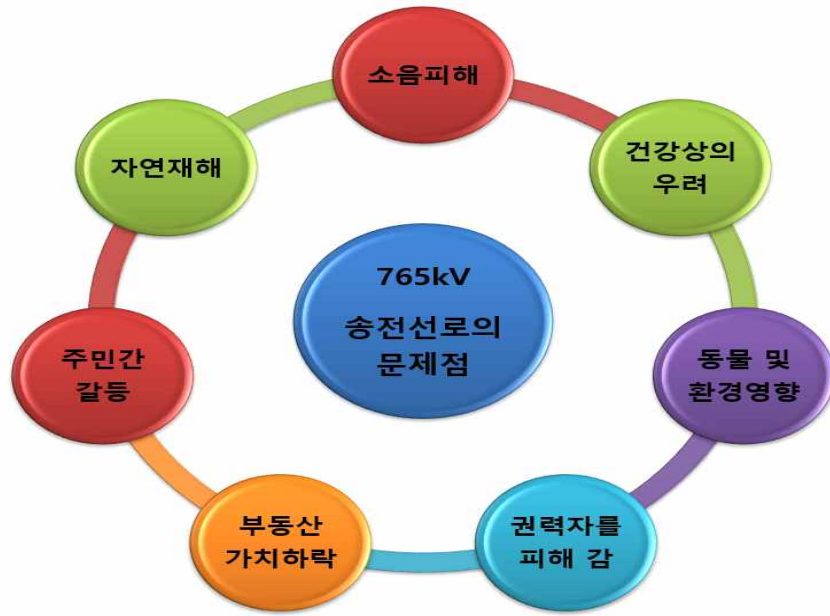 소음피해
건강상의
우려
동물 및
환경영향
권력자를
피해 감
부동산
가치하락
주민간
갈등
자연재해
765kV
송전선로의
문제점